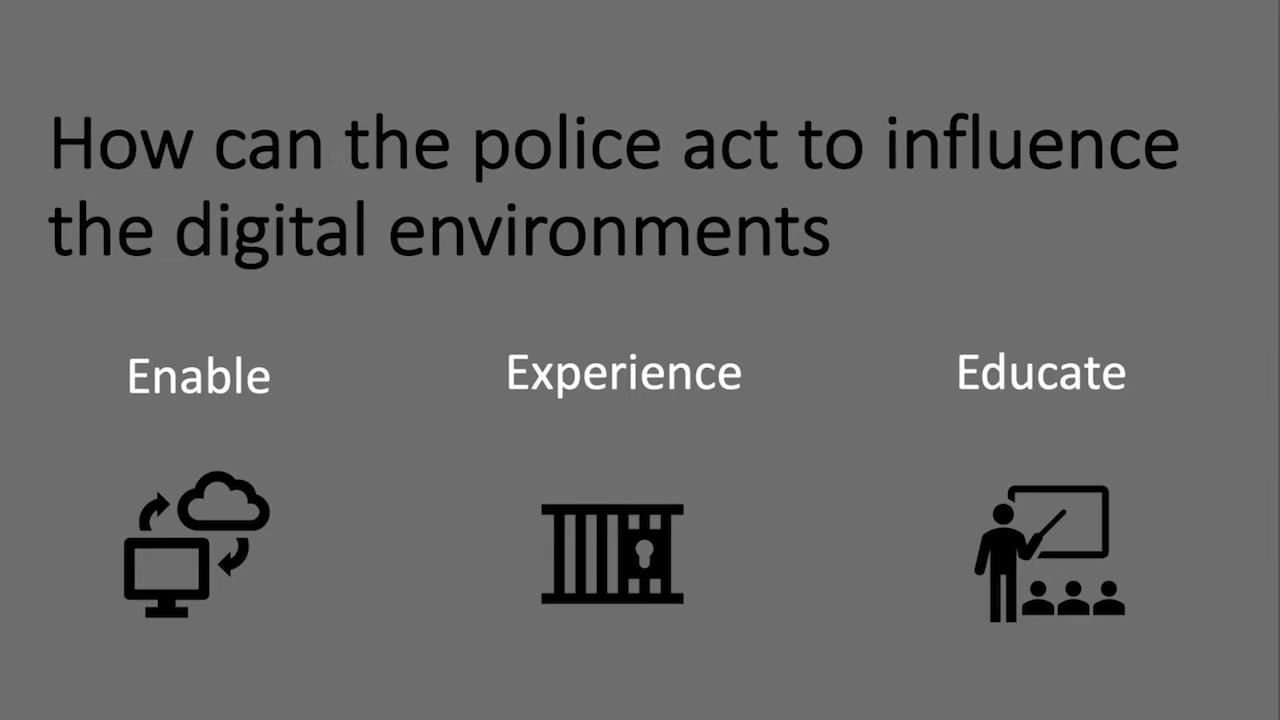 How can the police act to influence
the digital environments
Enable
Experience
Educate